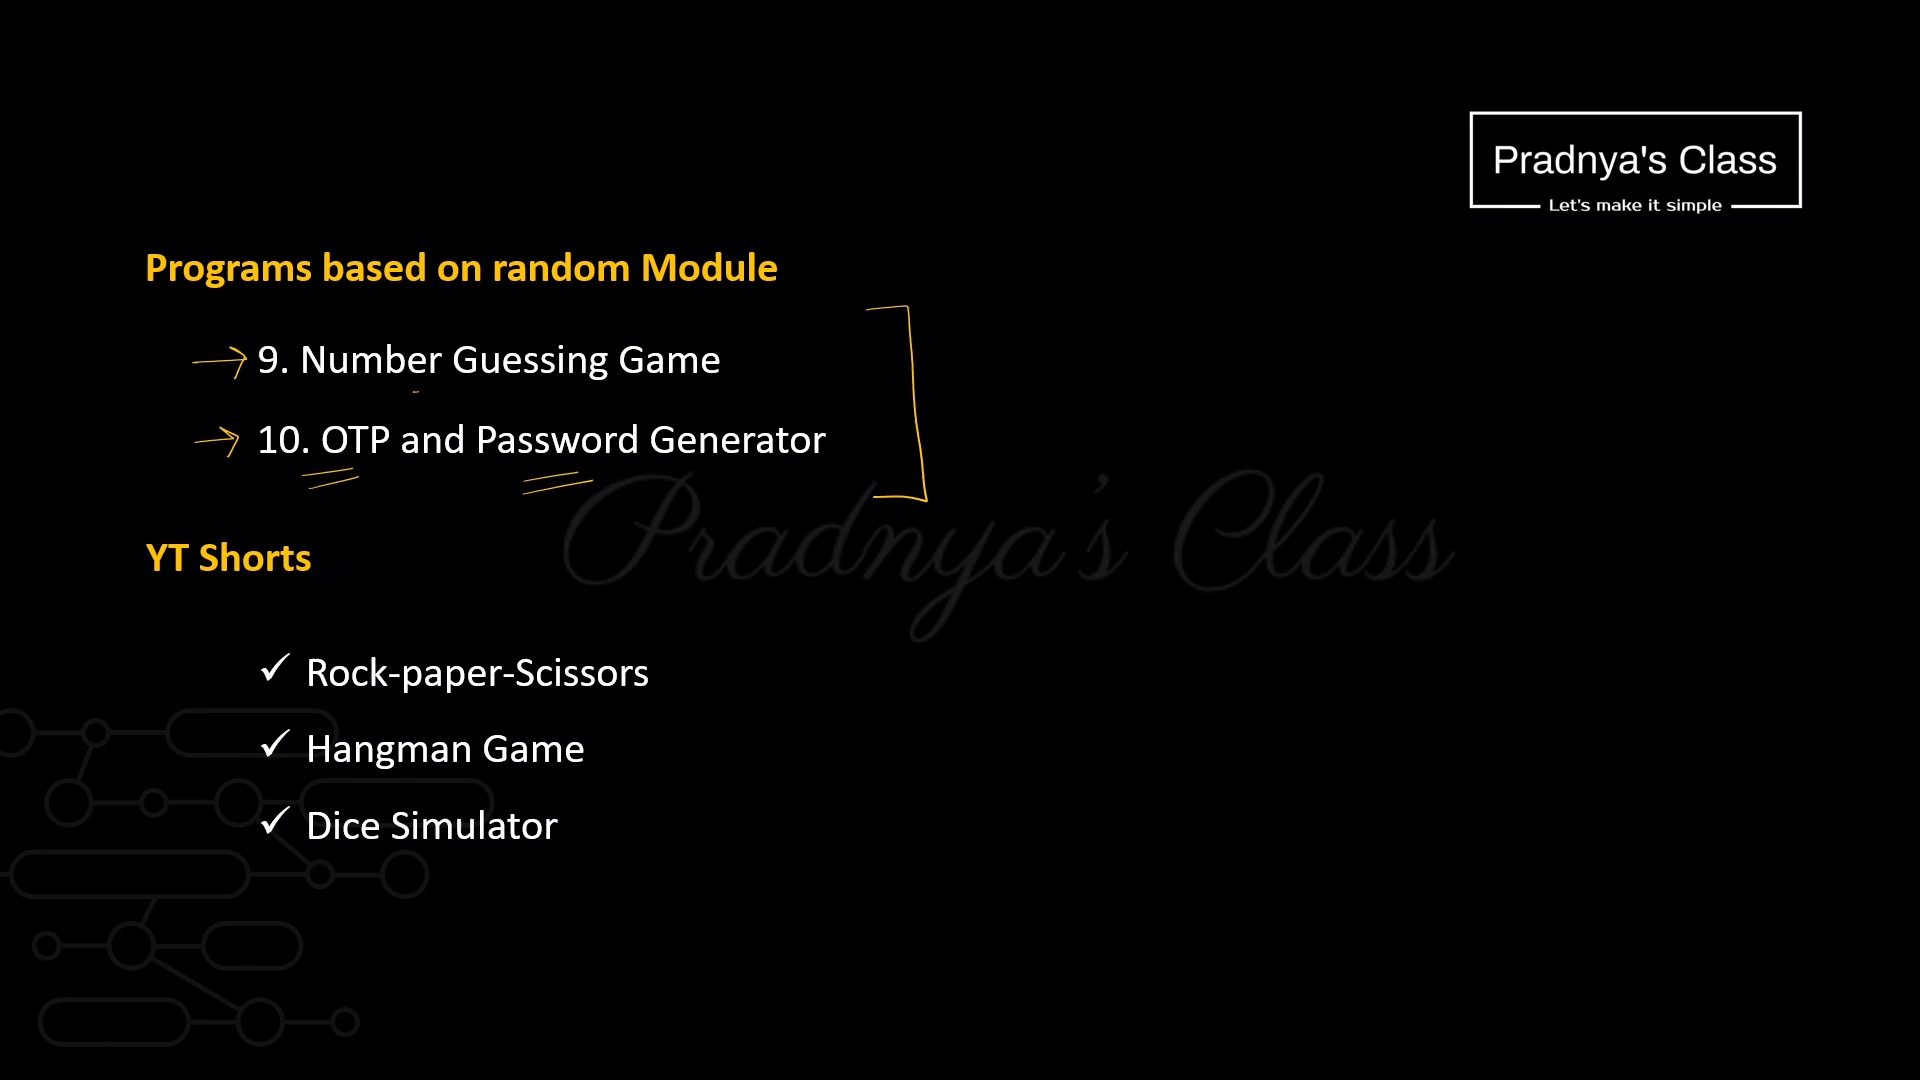 Pradnya's Class
Let's make it simple
Programs based on random Module
9. Number Guessing Game
10. OTP and Password Generator
Pradnya's Class
YT Shorts
✓ Rock-paper-Scissors
✓ Hangman Game
✓ Dice Simulator